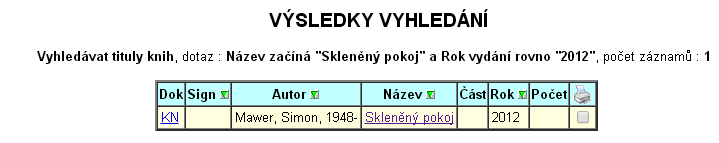 VÝSLEDKY VYHLEDÁNÍ
Vyhledávat tituly knih, dotaz : Název začíná "Skleněný pokoj" a Rok vydání rovno "2012", počet záznamů : 1
Dok Sign Autor Název Část Rok Počet
KN Mawer, Simon, 1948- Skleněný pokoj 2012